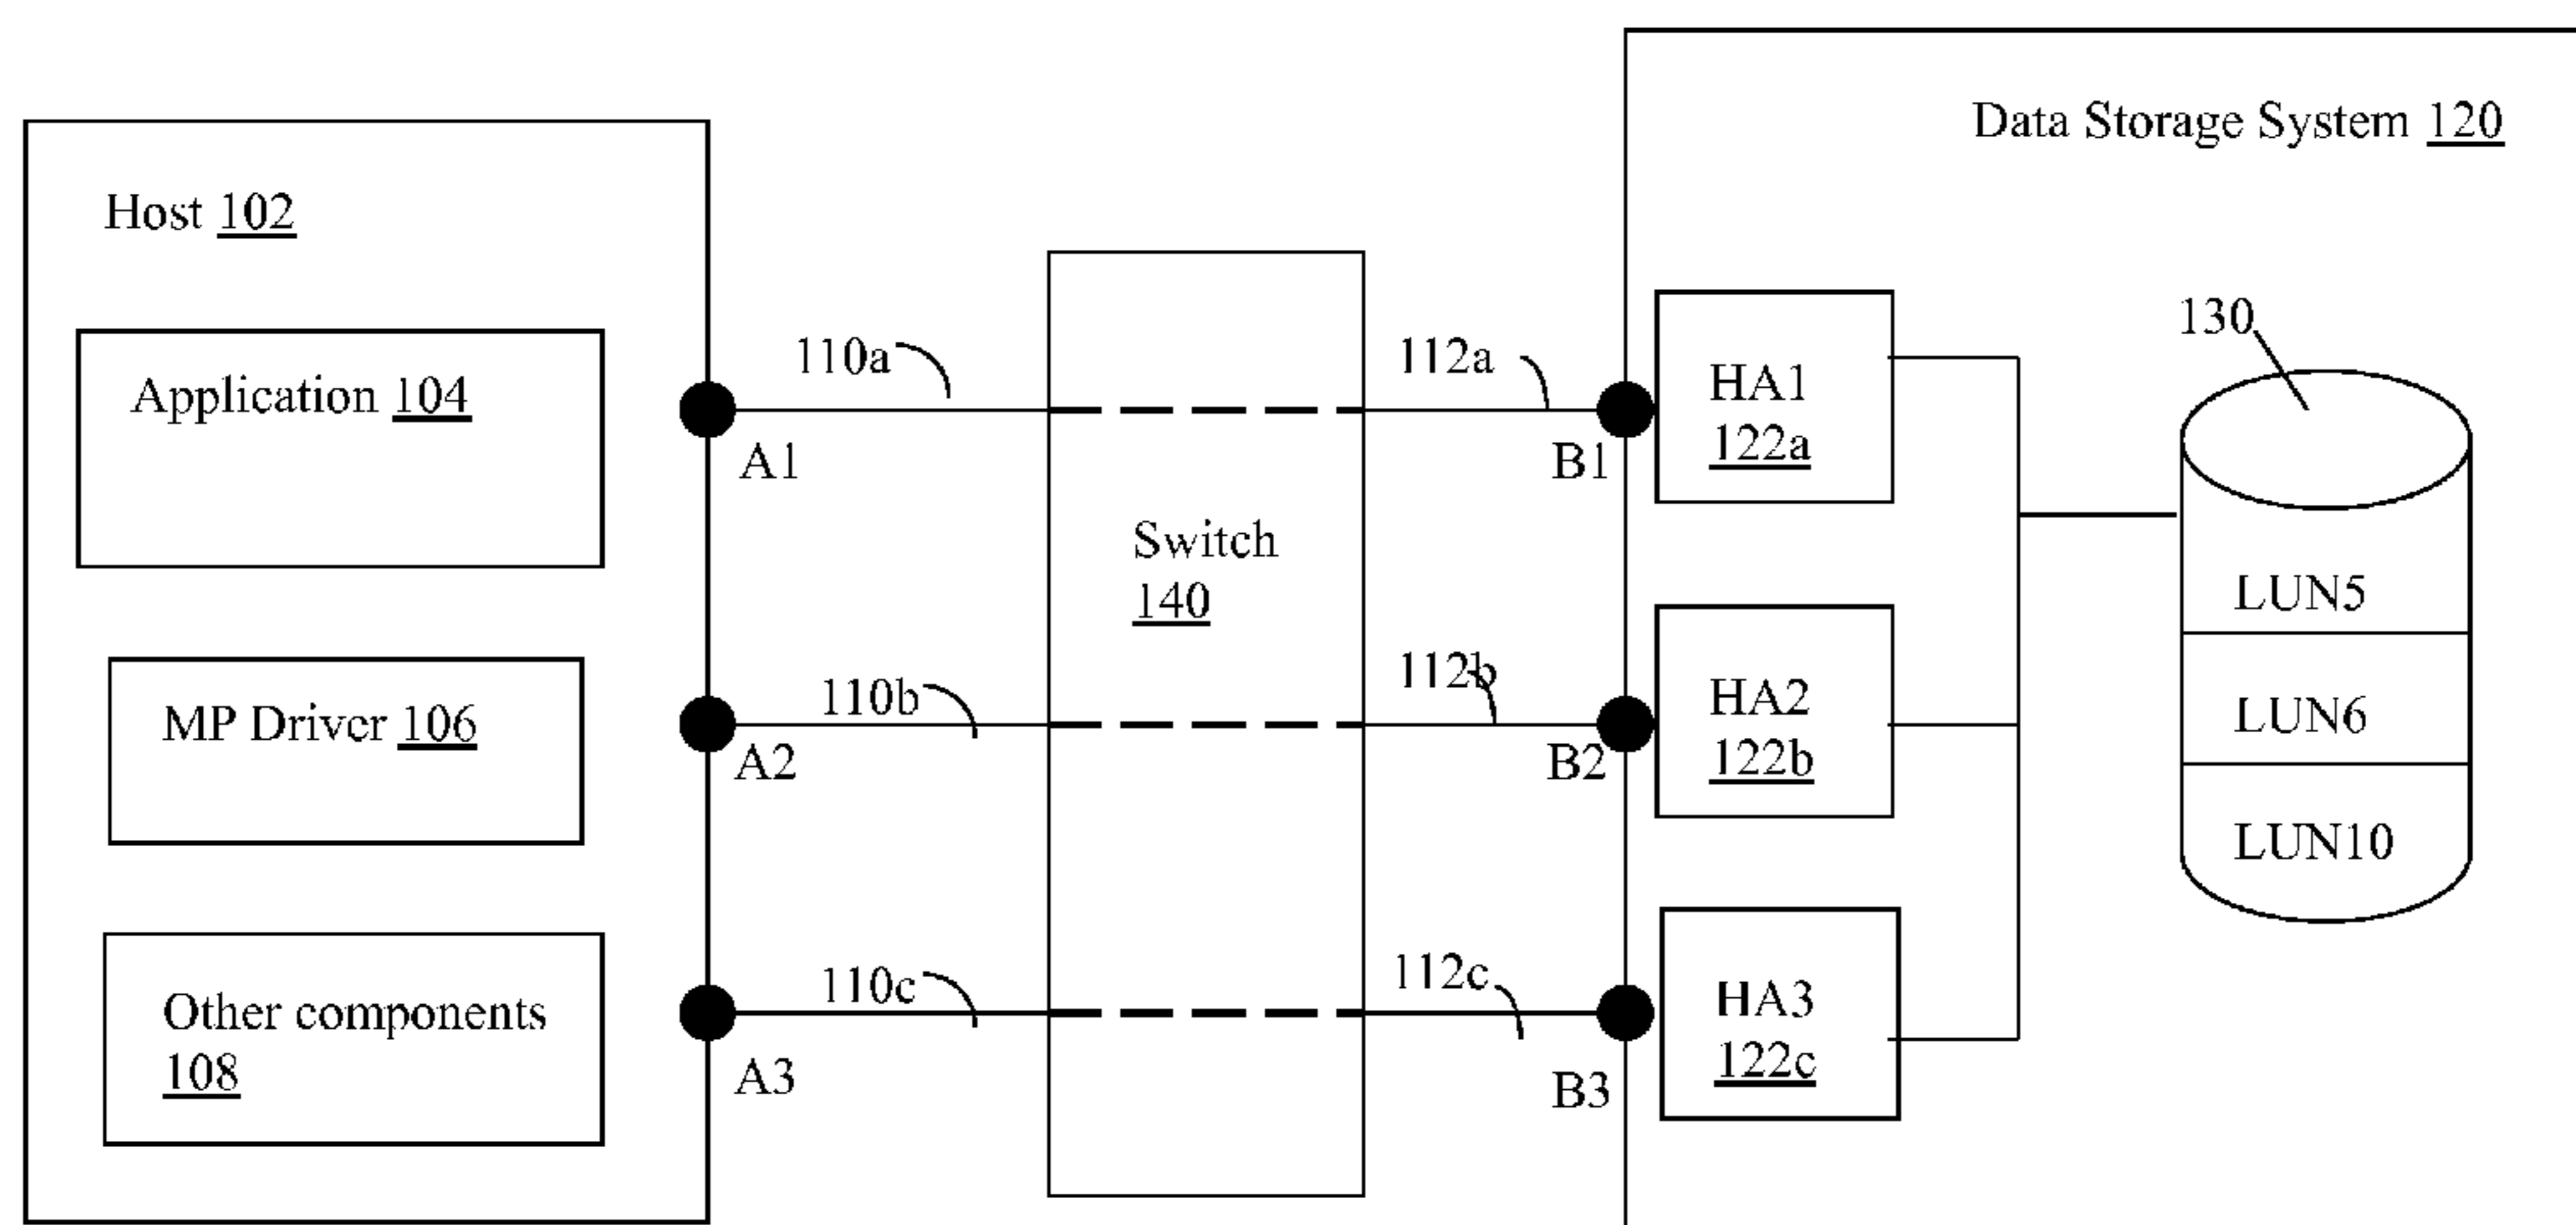 Data Storage System 120
Host 102
Application 104
MP Driver 106
Other components
108
110a
A1
110b
A2
110c
A3
Switch
140
112a
B1
112b
B2
112c
B3
HA1
122a
HA2
122b
HA3
122c
130
LUN5
LUN6
LUN10